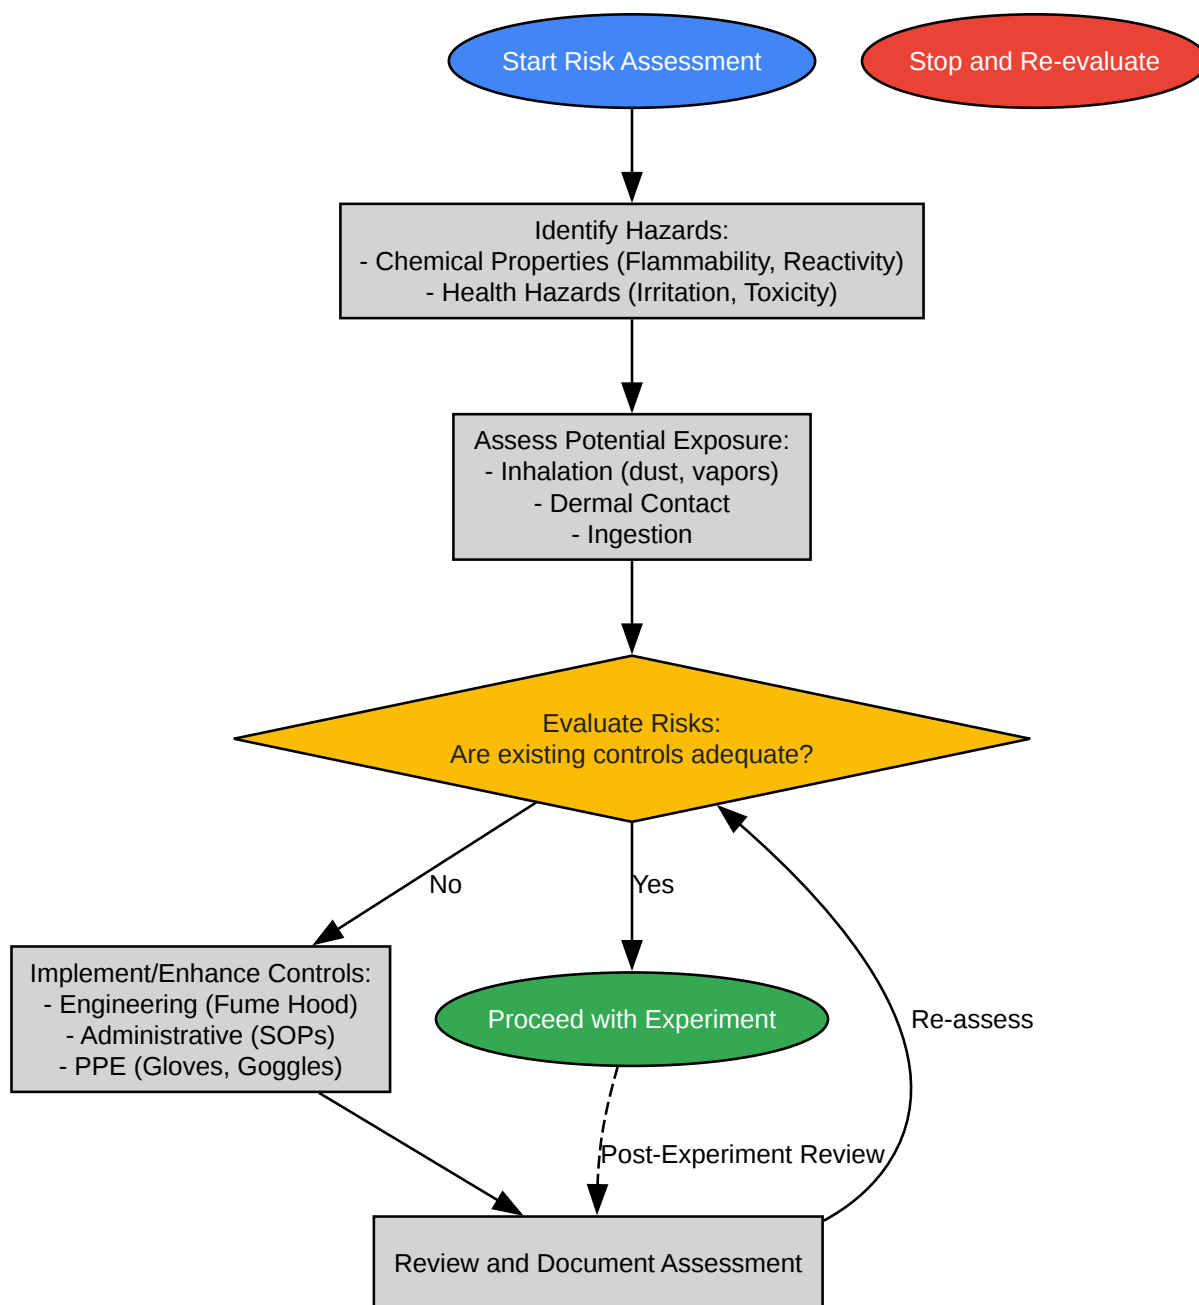 Start Risk Assessment
Stop and Re-evaluate
Identify Hazards:
- Chemical Properties (Flammability, Reactivity)
- Health Hazards (Irritation, Toxicity)
Assess Potential Exposure:
- Inhalation (dust, vapors)
- Dermal Contact
- Ingestion
Evaluate Risks:
Are existing controls adequate?
No
Yes
Implement/Enhance Controls:
- Engineering (Fume Hood)
- Administrative (SOPs)
- PPE (Gloves, Goggles)
Proceed with Experiment
Re-assess
Post-Experiment Review
Review and Document Assessment